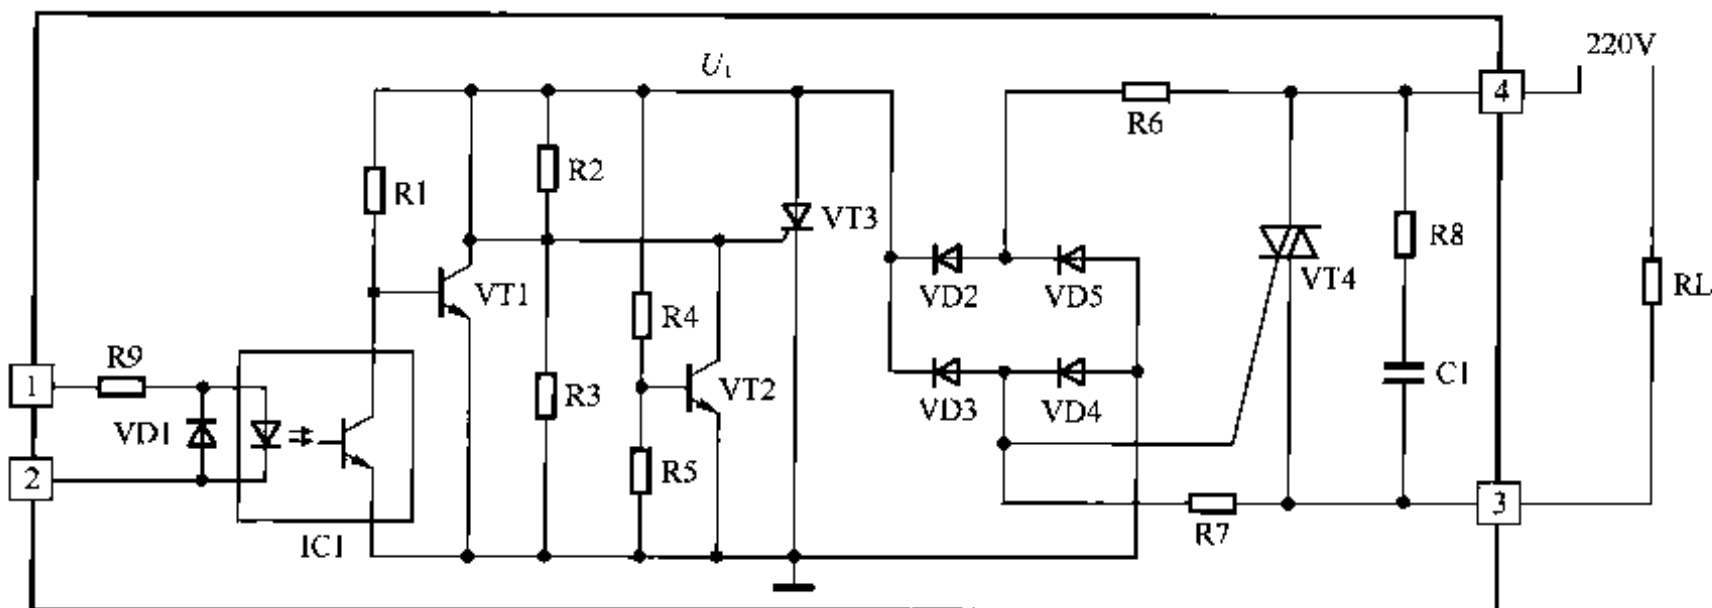 U₁
220V
4
R6
R2
R1
VT3
R8
VT4
RL
VT1
VD2
VD5
R4
R9
1
C1
VT2
VD3
VD4
R3
VD1
R5
2
3
R7
IC1